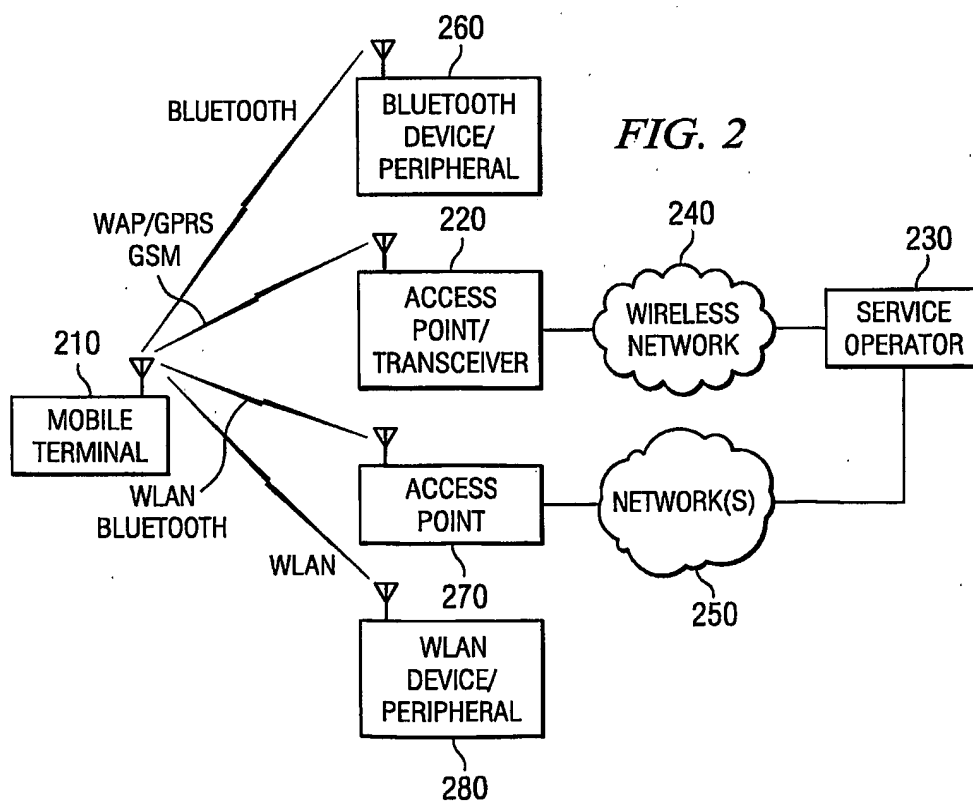 260
BLUETOOTH
BLUETOOTH
DEVICE/
PERIPHERAL
FIG. 2
WAP/GPRS
GSM
220
ACCESS
POINT/
TRANSCEIVER
240
WIRELESS
NETWORK
230
SERVICE
OPERATOR
210
MOBILE
TERMINAL
WLAN
BLUETOOTH
ACCESS
POINT
270
NETWORK(S)
250
WLAN
WLAN
DEVICE/
PERIPHERAL
280